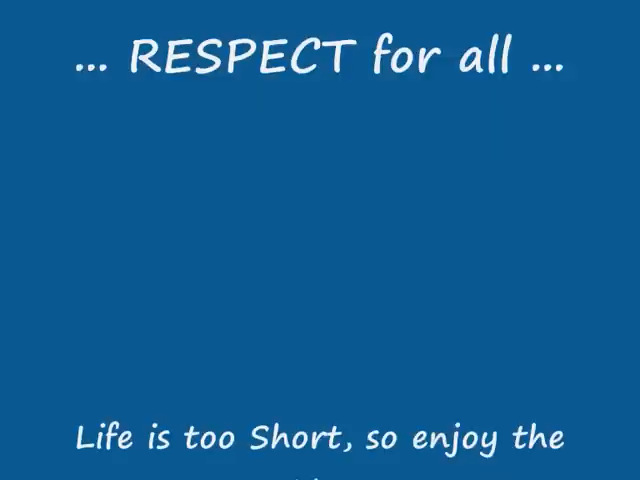 ... RESPECT for all ...
Life is too Short, so enjoy the